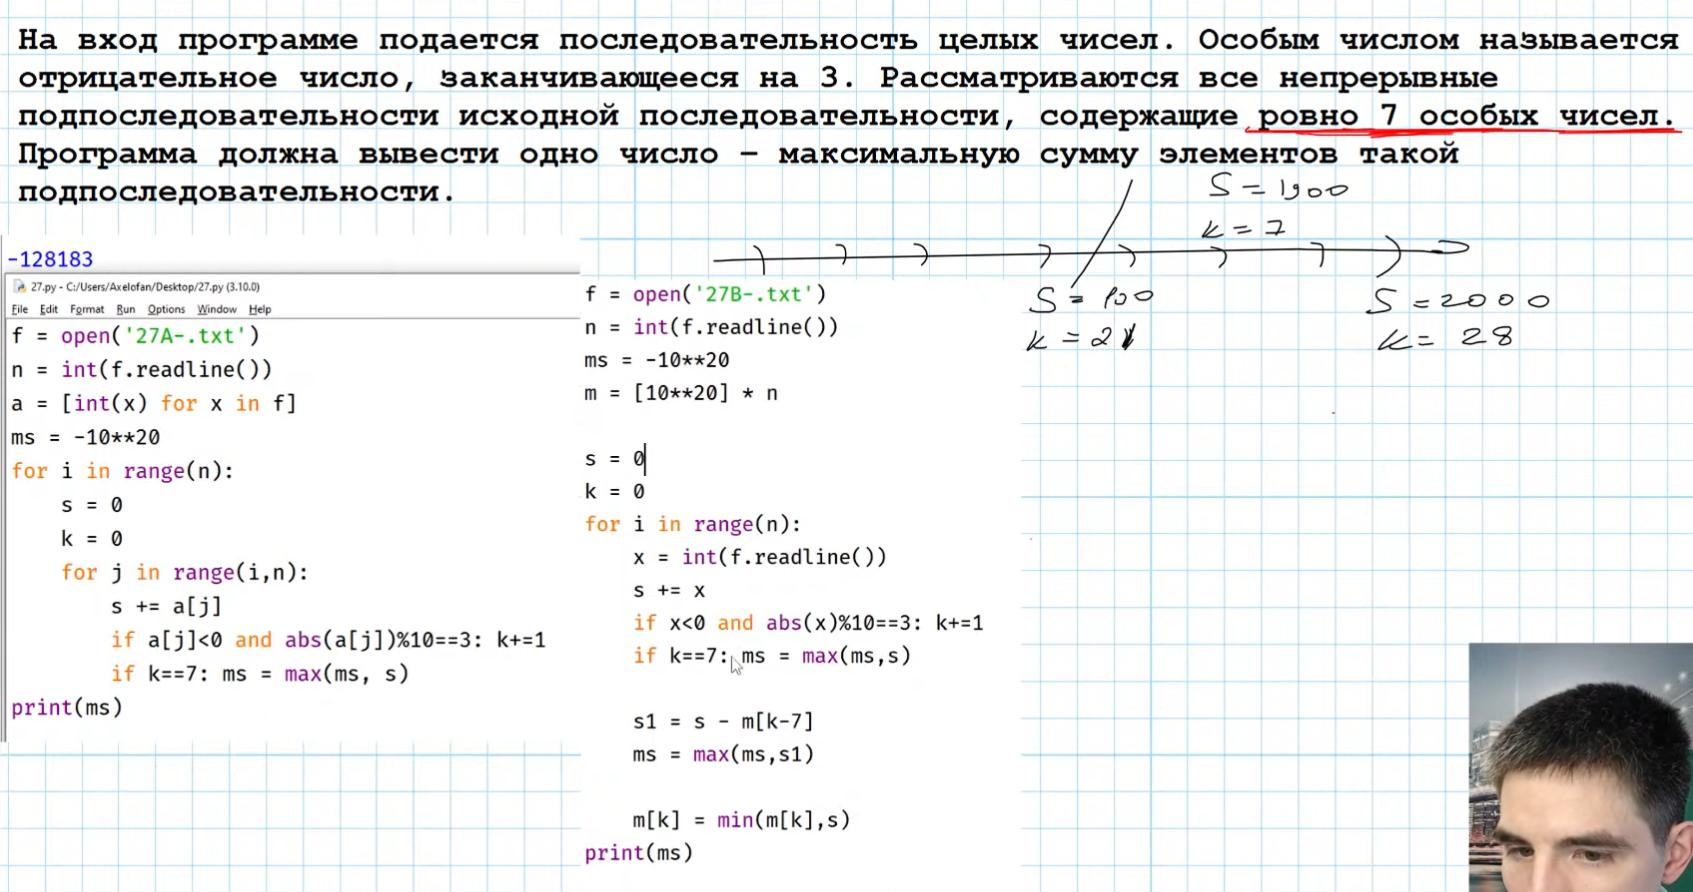 На вход программе подается последовательность целых чисел. Особым числом называется
отрицательное число, заканчивающееся на 3. Рассматриваются все непрерывные
подпоследовательности исходной последовательности, содержащие ровно 7 особых чисел.
Программа должна вывести одно число – максимальную сумму элементов такой
подпоследовательности.
S = 1900
k = 7
S = 100
k = 21
S = 2000
k = 28
-128183
27.py - C:/Users/Axelofan/Desktop/27.py (3.10.0)
File Edit Format Run Options Window Help
f = open('27A-.txt')
n = int(f.readline())
a = [int(x) for x in f]
ms = -10**20
for i in range(n):
    s = 0
    k = 0
    for j in range(i,n):
        s += a[j]
        if a[j]<0 and abs(a[j])%10==3: k+=1
        if k==7: ms = max(ms, s)
print(ms)
f = open('27B-.txt')
n = int(f.readline())
ms = -10**20
m = [10**20] * n
s = 0
k = 0
for i in range(n):
    x = int(f.readline())
    s += x
    if x<0 and abs(x)%10==3: k+=1
    if k==7: ms = max(ms,s)
    s1 = s - m[k-7]
    ms = max(ms,s1)
    m[k] = min(m[k],s)
print(ms)